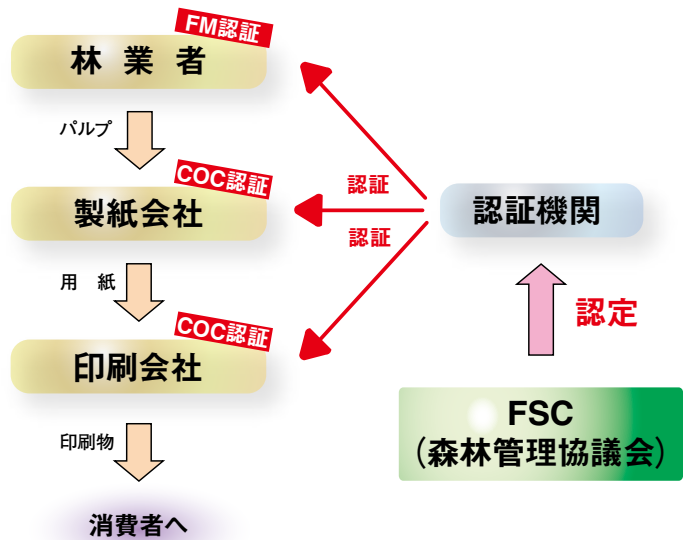 FM認証
林 業 者
パルプ
COC認証
製紙会社
用 紙
COC認証
印刷会社
印刷物
消費者へ
認証
認証
認証機関
認定
FSC
(森林管理協議会)